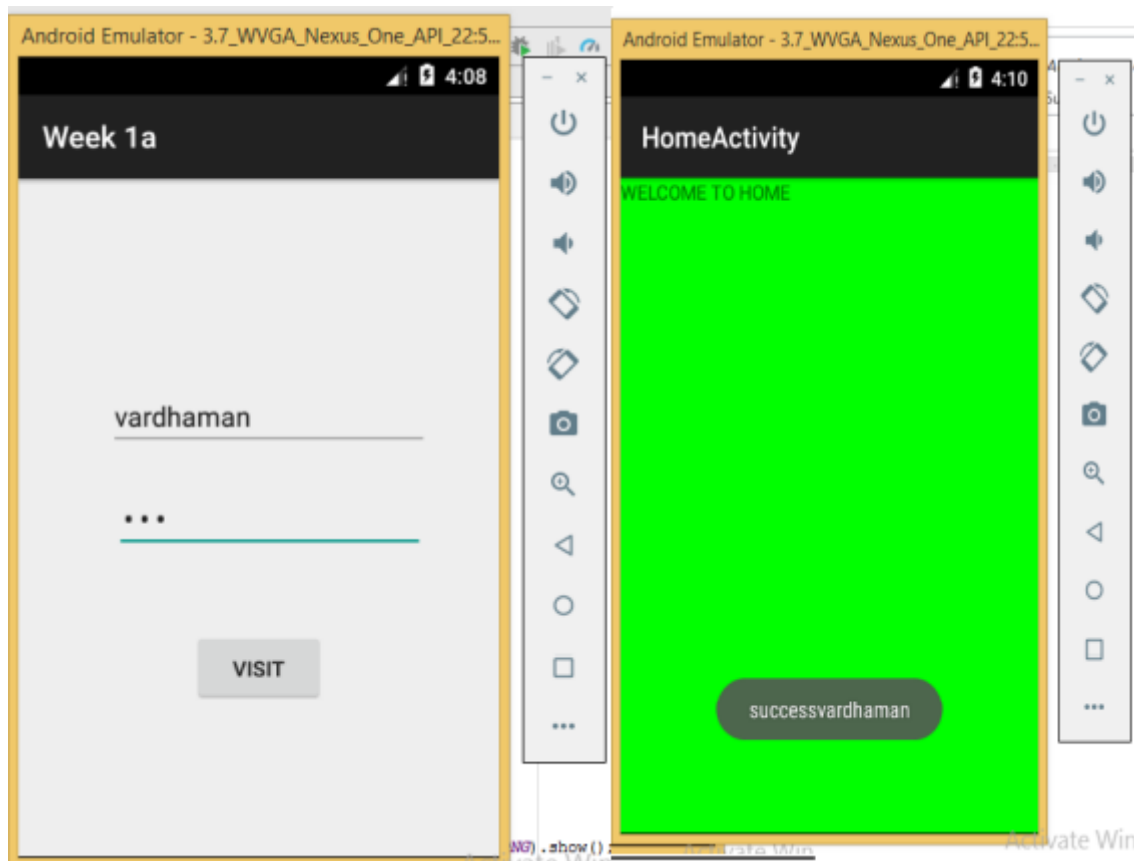 Android Emulator - 3.7_WVGA_Nexus_One_API_22:5...
4:08
Week 1a
vardhaman
•••
VISIT
NG).show();
Android Emulator - 3.7_WVGA_Nexus_One_API_22:5...
4:10
HomeActivity
WELCOME TO HOME
successvardhaman
Activate Win